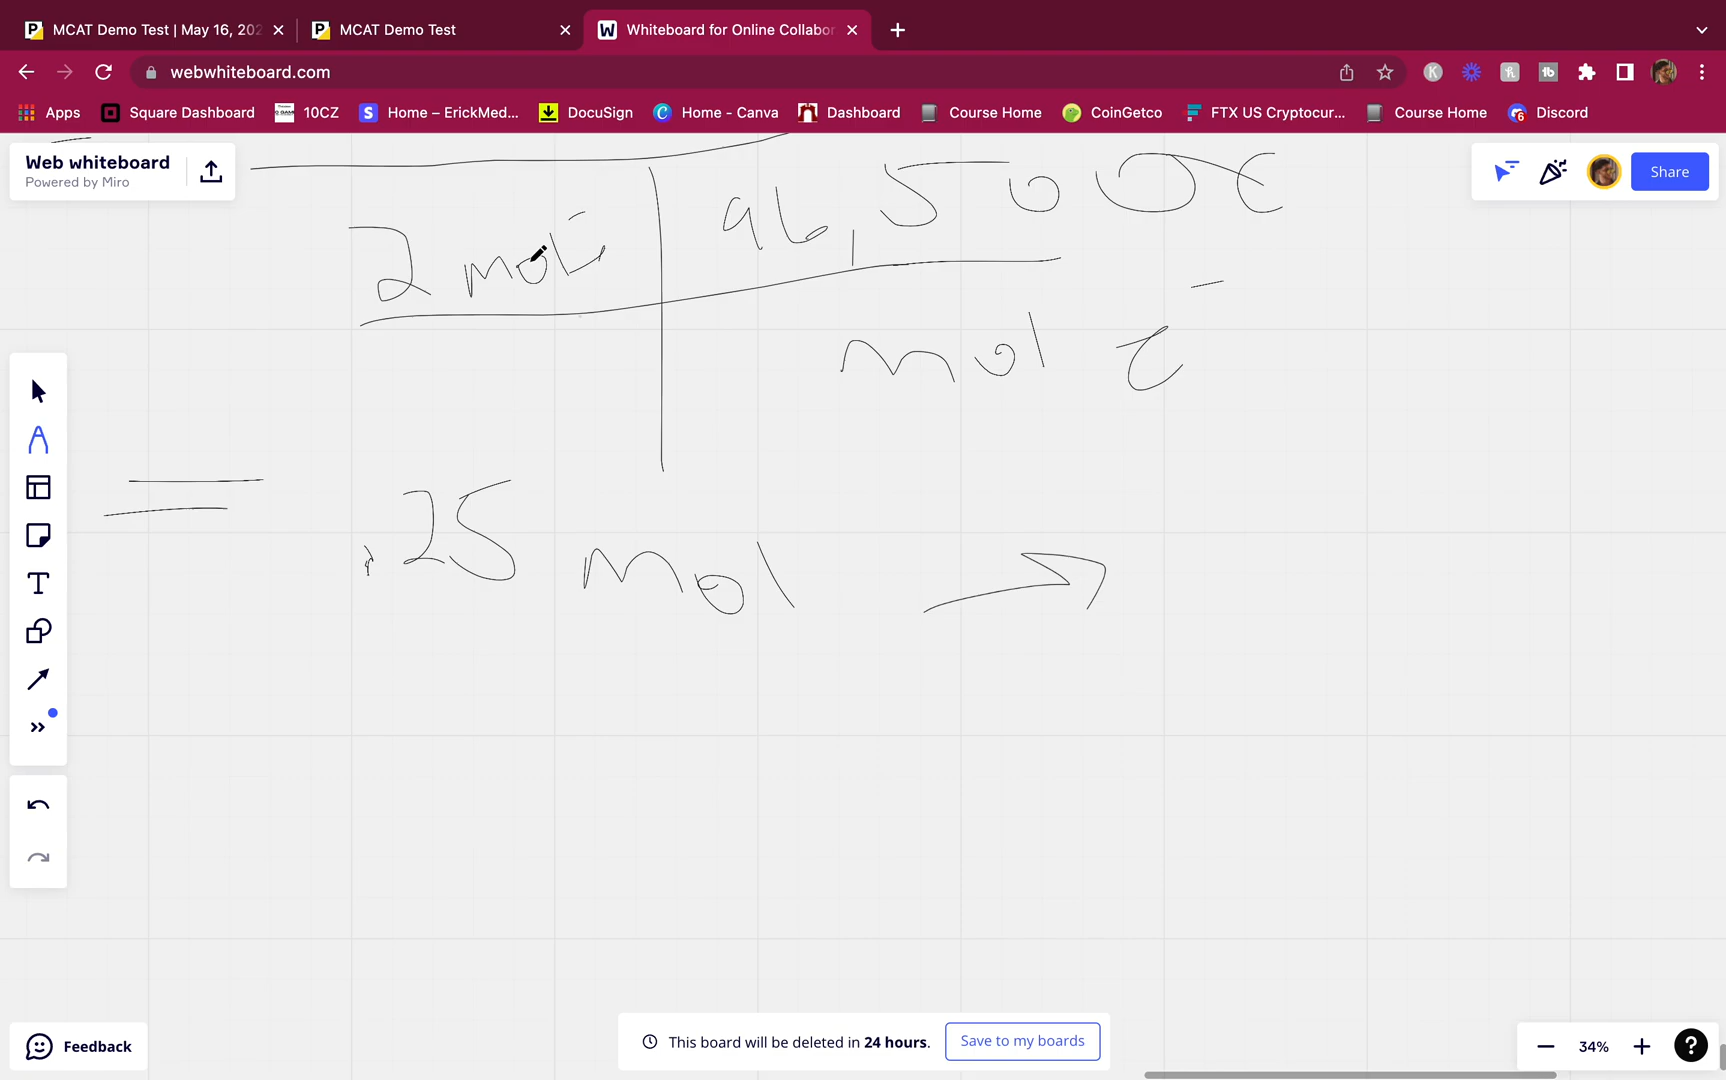 MCAT Demo Test | May 16, 202
MCAT Demo Test
Whiteboard for Online Collabor
webwhiteboard.com
Apps
Square Dashboard
10CZ
Home – ErickMed...
DocuSign
Home - Canva
Dashboard
Course Home
CoinGetco
FTX US Cryptocur...
Course Home
Discord
Web whiteboard
Powered by Miro
Share
2 mol
96,500 C
mol e⁻
= .25 mol →
Feedback
This board will be deleted in 24 hours.
Save to my boards
34%